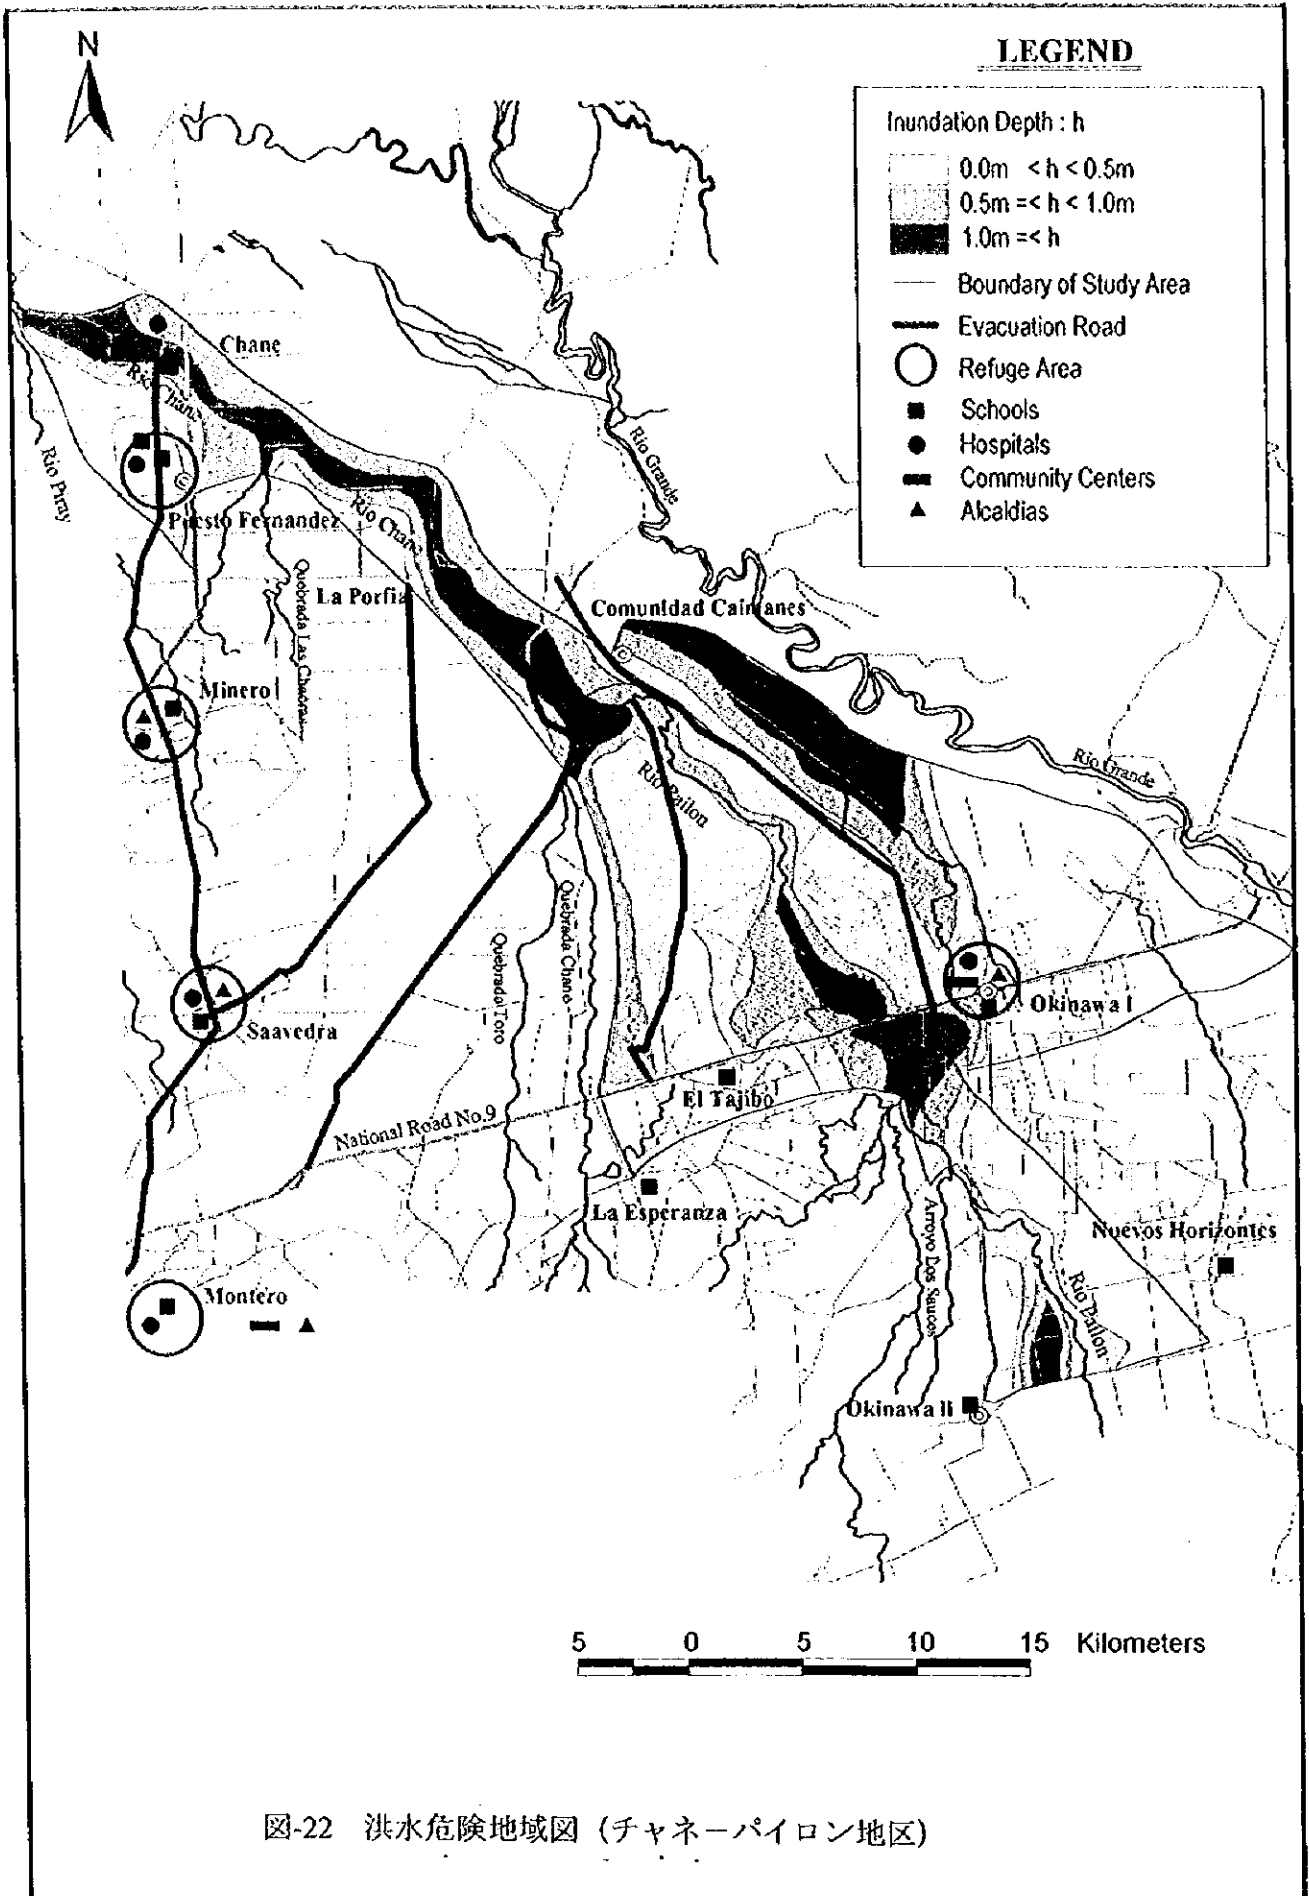 N
LEGEND
Inundation Depth : h
0.0m < h < 0.5m
0.5m =< h < 1.0m
1.0m =< h
Boundary of Study Area
Evacuation Road
Refuge Area
Schools
Hospitals
Community Centers
Alcaldias
Chane
Rio Chane
Rio Piray
Rio Grande
Puesto Fernandez
Rio Chane
Quebrada Las Chacras
La Porfia
Comunidad Caimanes
Minero
Rio Grande
Rio Pailon
Quebrada Chane
Quebrada Toro
Okinawa I
Saavedra
El Tajibo
National Road No.9
La Esperanza
Arroyo Los Sauces
Nuevos Horizontes
Rio Pailon
Montero
Okinawa II
5 0 5 10 15 Kilometers
図-22 洪水危険地域図 (チャネーパイロン地区)